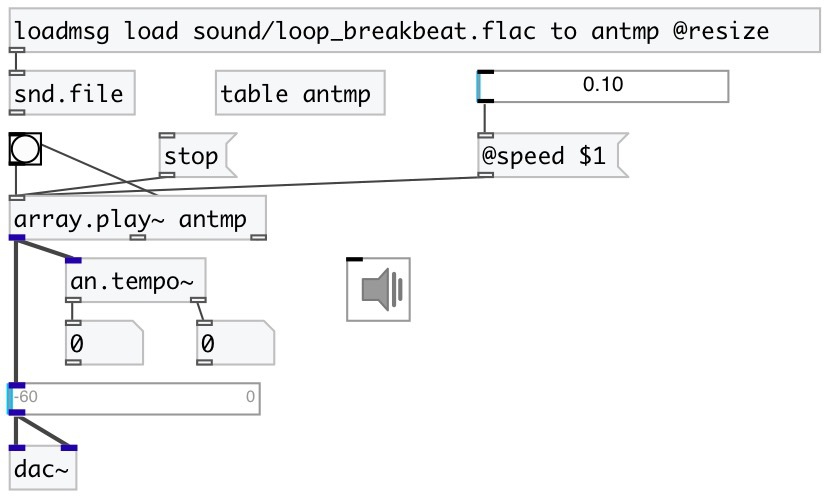 loadmsg load sound/loop_breakbeat.flac to antmp @resize
snd.file
table antmp
0.10
stop
@speed $1
array.play~ antmp
an.tempo~
0
0
-60
0
dac~